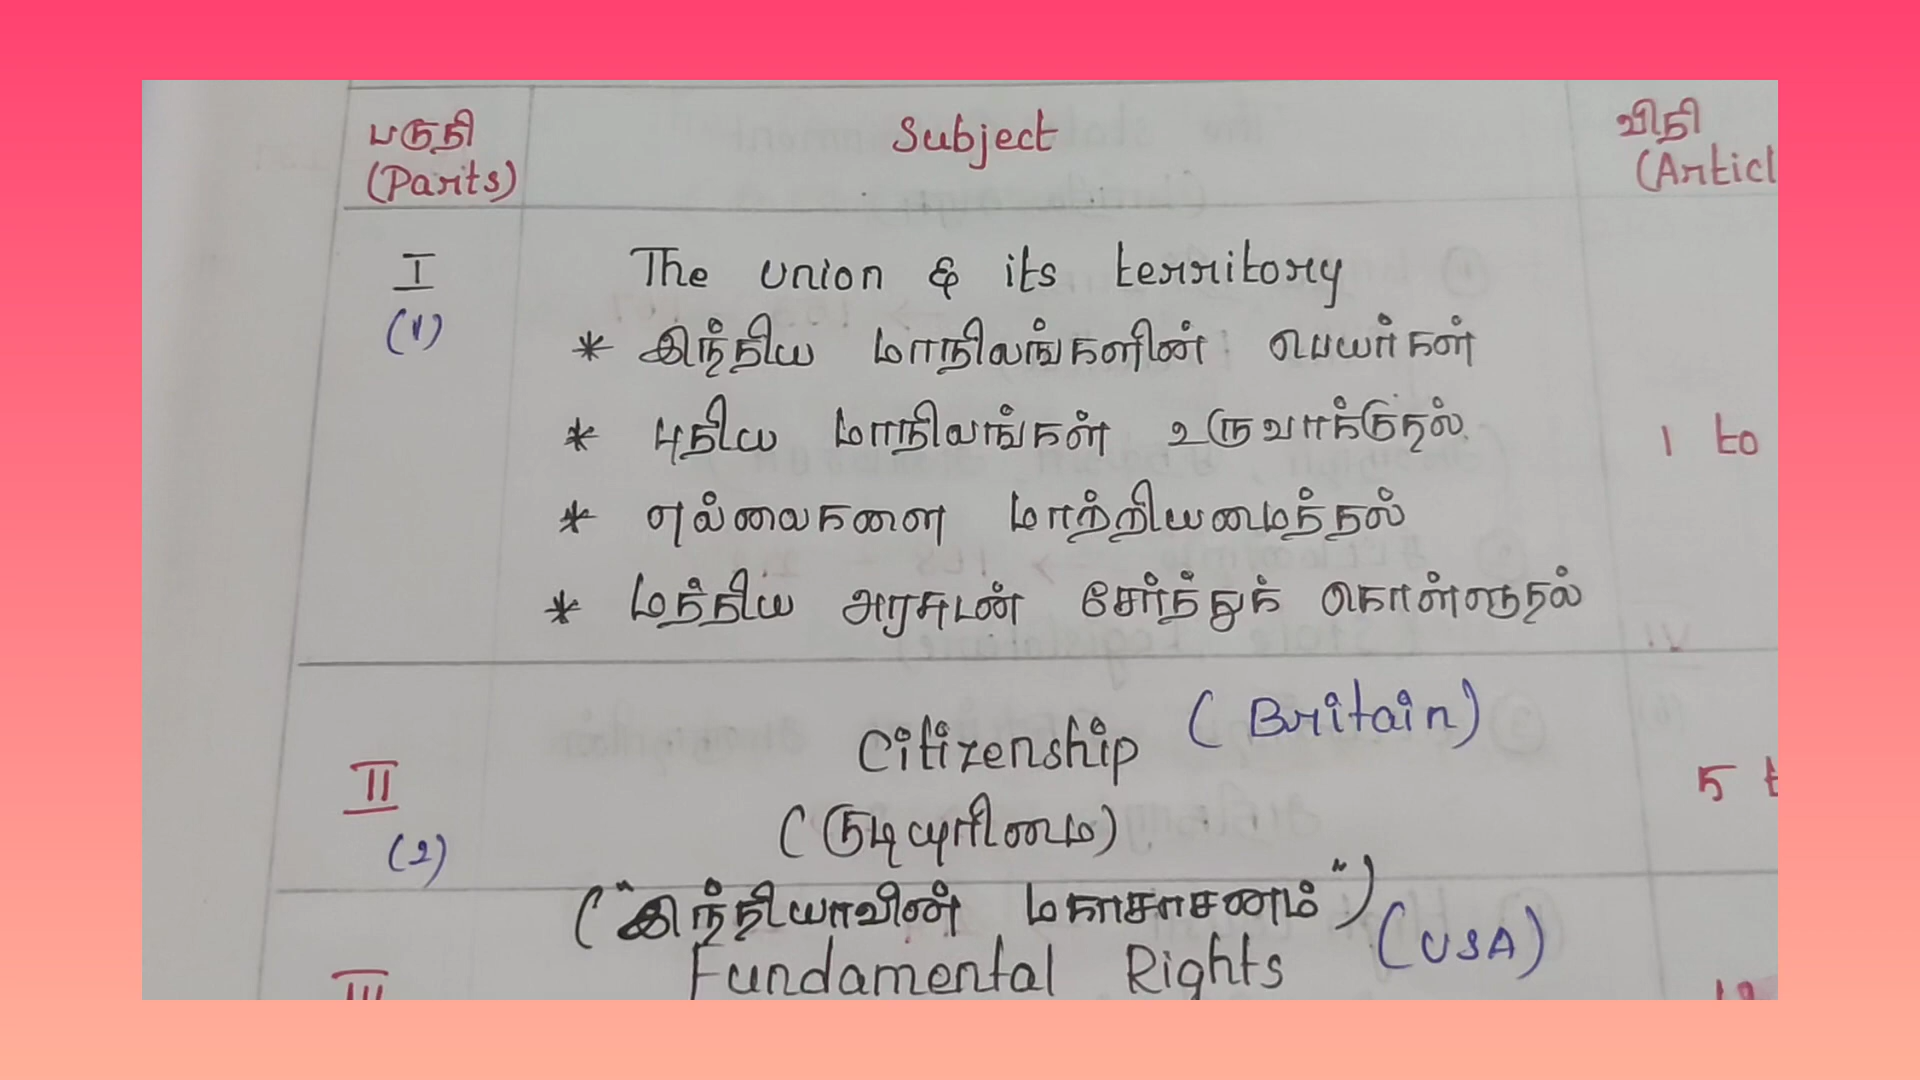 பகுதி Subject விதி
(Parts) (Articl
I The union & its territory
(1)
* இந்திய மாநிலங்களின் பெயர்கள்
* புதிய மாநிலங்கள் உருவாக்குதல்.
1 to
* எல்லைகளை மாற்றியமைத்தல்
* மத்திய அரசுடன் சேர்த்துக் கொள்ளுதல்
II Citizenship (Britain) 5 t
(2) (குடியுரிமை)
("இந்தியாவின் மகாசாசனம்")
III Fundamental Rights (USA)